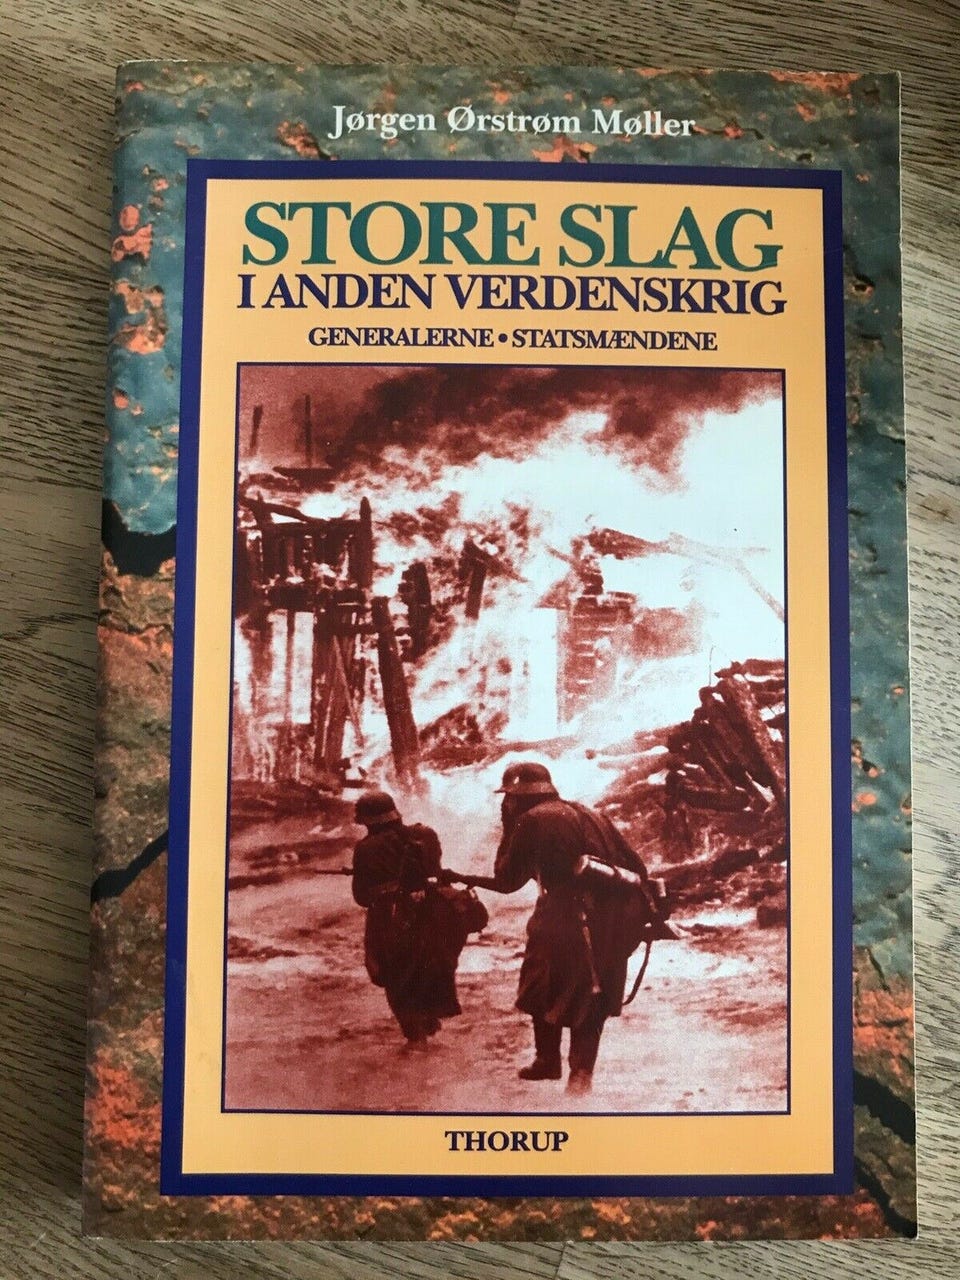 Jørgen Ørstrøm Møller
STORE SLAG
I ANDEN VERDENSKRIG
GENERALERNE • STATSMÆNDENE
THORUP